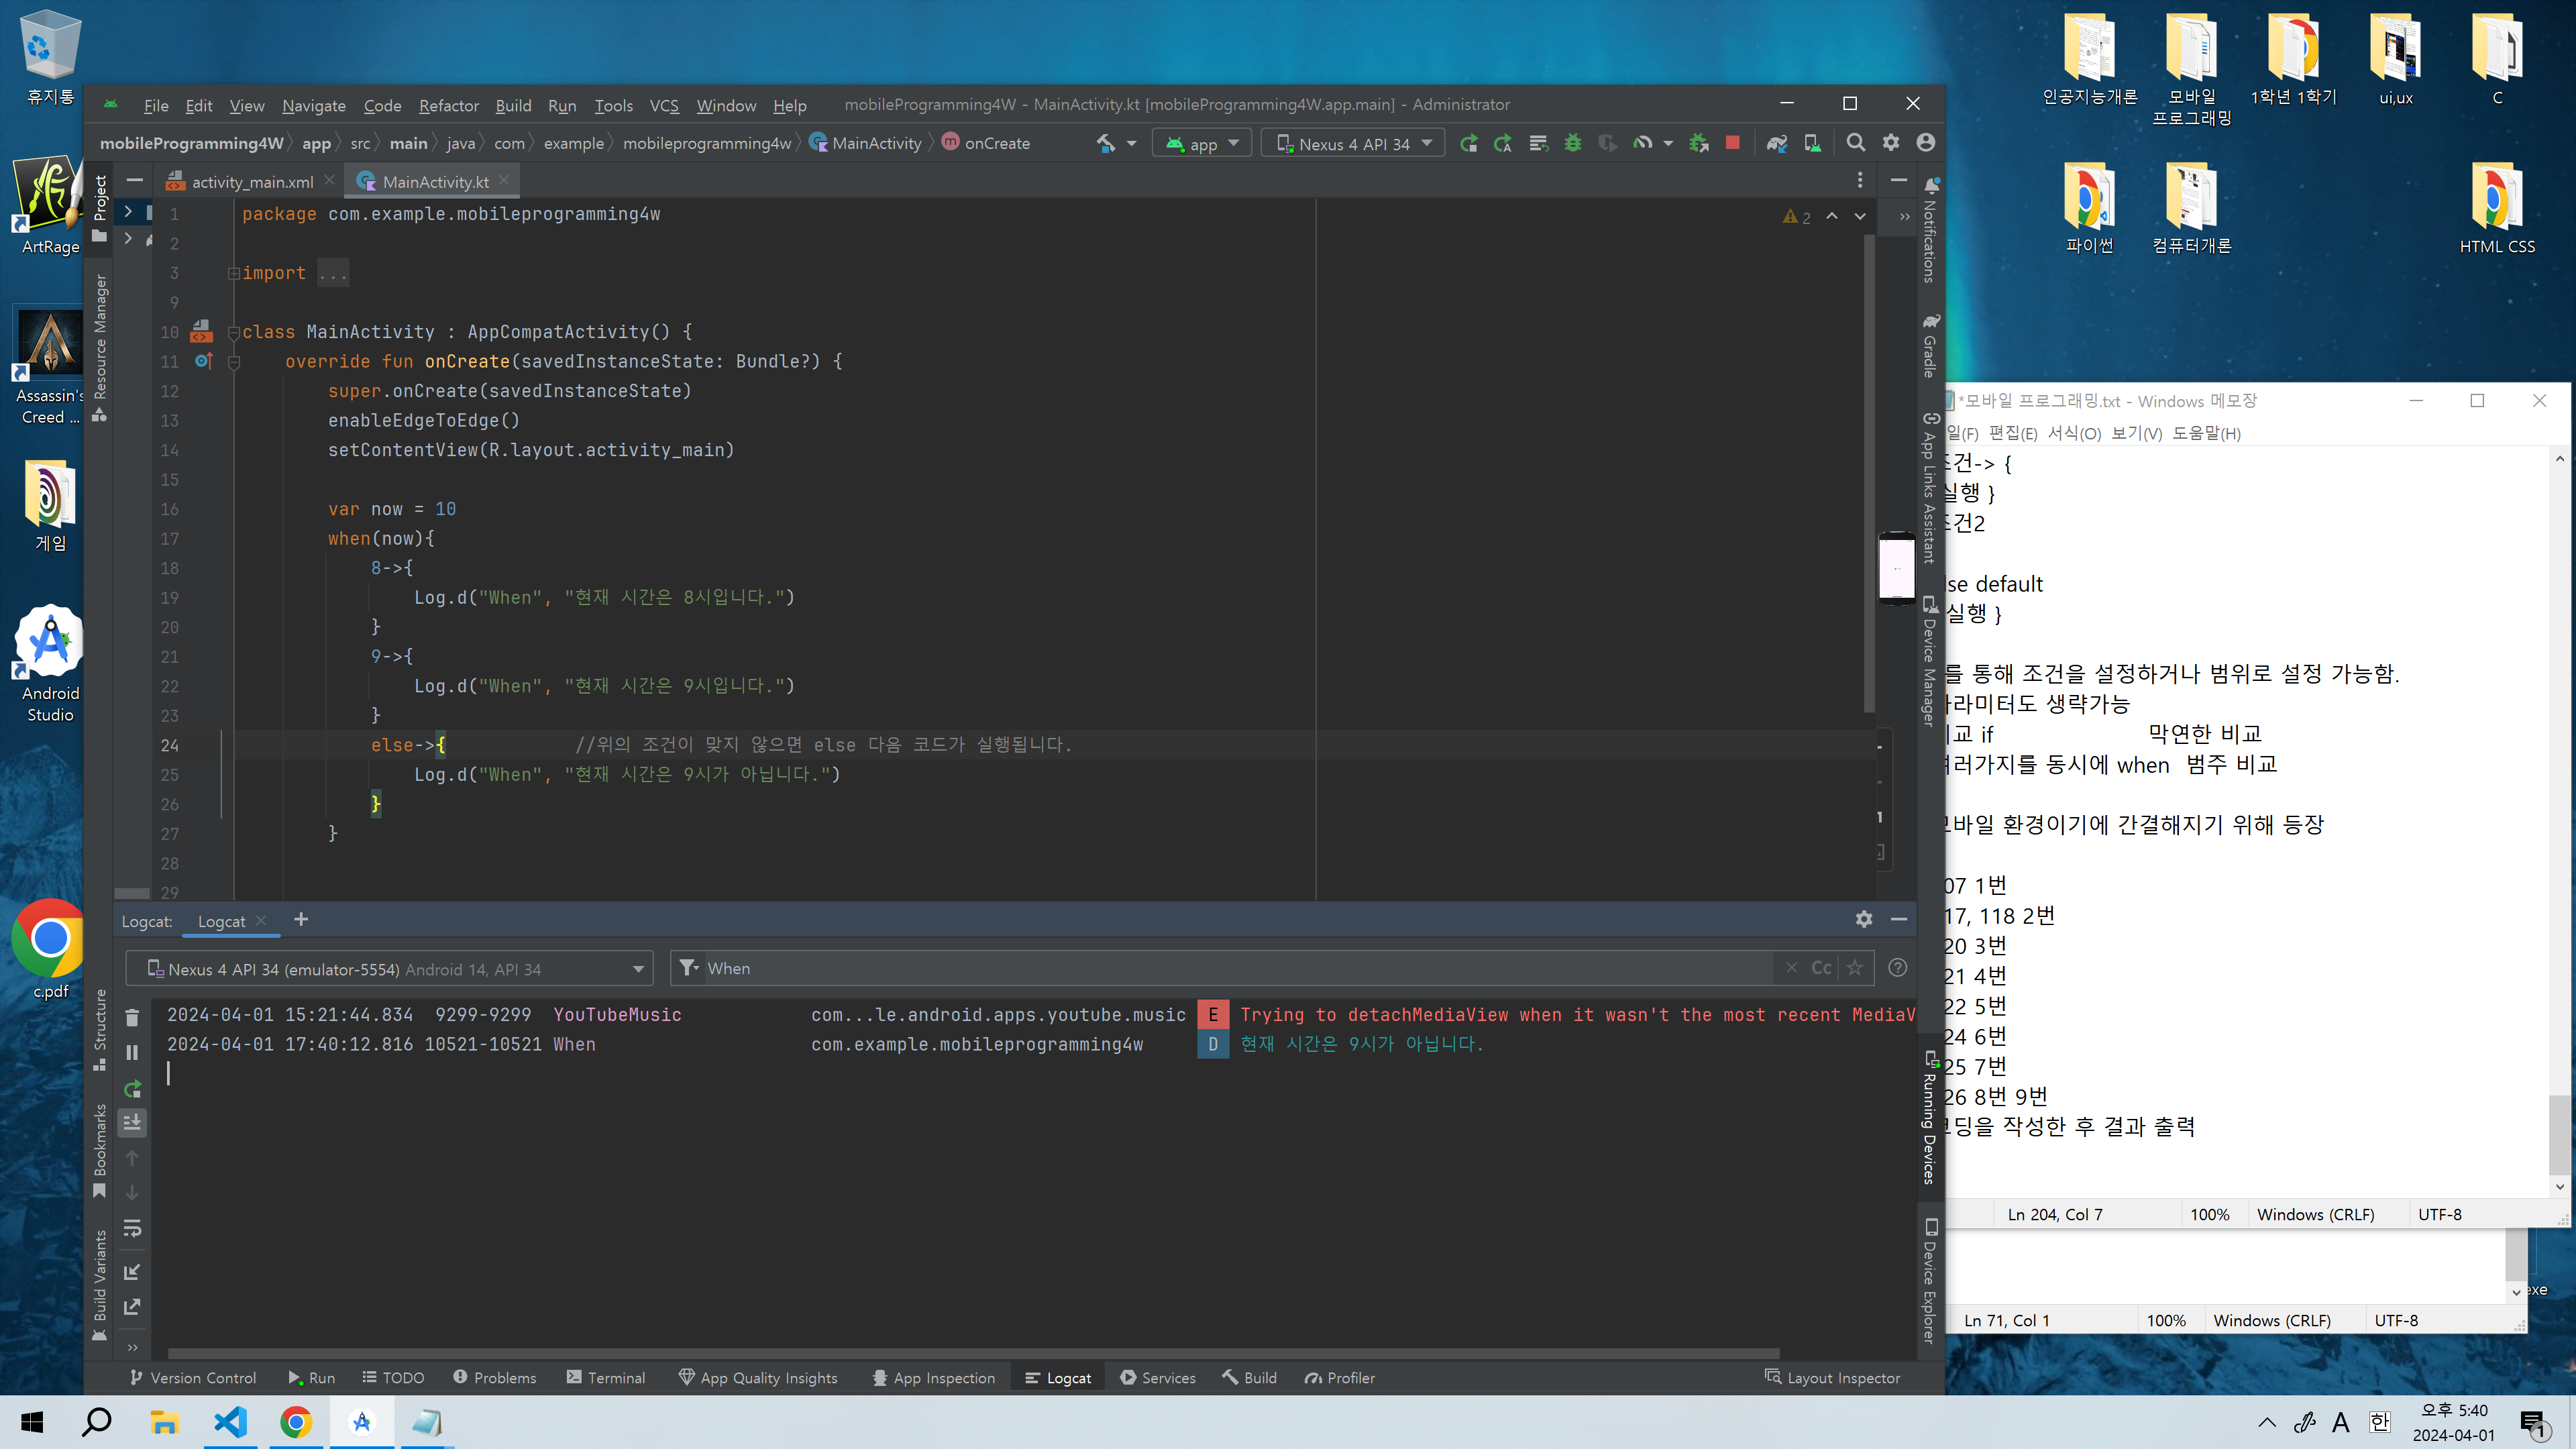 휴지통
ArtRage
Assassin's
Creed ...
게임
Android
Studio
c.pdf
인공지능개론
모바일
프로그래밍
1학년 1학기
ui,ux
C
파이썬
컴퓨터개론
HTML CSS
File Edit View Navigate Code Refactor Build Run Tools VCS Window Help
mobileProgramming4W - MainActivity.kt [mobileProgramming4W.app.main] - Administrator
mobileProgramming4W app src main java com example mobileprogramming4w MainActivity onCreate
app
Nexus 4 API 34
Project
Resource Manager
Structure
Bookmarks
Build Variants
activity_main.xml
MainActivity.kt
2
1 package com.example.mobileprogramming4w
2
3 import ...
9
10 class MainActivity : AppCompatActivity() {
11 override fun onCreate(savedInstanceState: Bundle?) {
12 super.onCreate(savedInstanceState)
13 enableEdgeToEdge()
14 setContentView(R.layout.activity_main)
15
16 var now = 10
17 when(now){
18 8->{
19 Log.d("When", "현재 시간은 8시입니다.")
20 }
21 9->{
22 Log.d("When", "현재 시간은 9시입니다.")
23 }
24 else->{ //위의 조건이 맞지 않으면 else 다음 코드가 실행됩니다.
25 Log.d("When", "현재 시간은 9시가 아닙니다.")
26 }
27 }
28
29
Notifications
Gradle
App Links Assistant
Device Manager
Running Devices
Device Explorer
Logcat: Logcat
Nexus 4 API 34 (emulator-5554) Android 14, API 34
When
Cc
2024-04-01 15:21:44.834 9299-9299 YouTubeMusic com...le.android.apps.youtube.music E Trying to detachMediaView when it wasn't the most recent MediaV
2024-04-01 17:40:12.816 10521-10521 When com.example.mobileprogramming4w D 현재 시간은 9시가 아닙니다.
Version Control Run TODO Problems Terminal App Quality Insights App Inspection Logcat Services Build Profiler Layout Inspector
*모바일 프로그래밍.txt - Windows 메모장
일(F) 편집(E) 서식(O) 보기(V) 도움말(H)
조건-> {
실행 }
조건2
lse default
실행 }
를 통해 조건을 설정하거나 범위로 설정 가능함.
파라미터도 생략가능
비교 if 막연한 비교
여러가지를 동시에 when 범주 비교
모바일 환경이기에 간결해지기 위해 등장
07 1번
17, 118 2번
20 3번
21 4번
22 5번
24 6번
25 7번
26 8번 9번
코딩을 작성한 후 결과 출력
Ln 204, Col 7 100% Windows (CRLF) UTF-8
exe
Ln 71, Col 1 100% Windows (CRLF) UTF-8
A 한
오후 5:40
2024-04-01
1